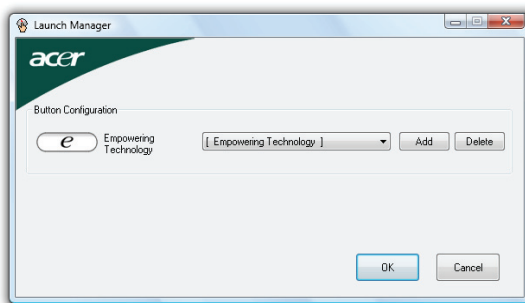 Launch Manager
acer
Button Configuration
e
Empowering
Technology
[ Empowering Technology ]
Add
Delete
OK
Cancel